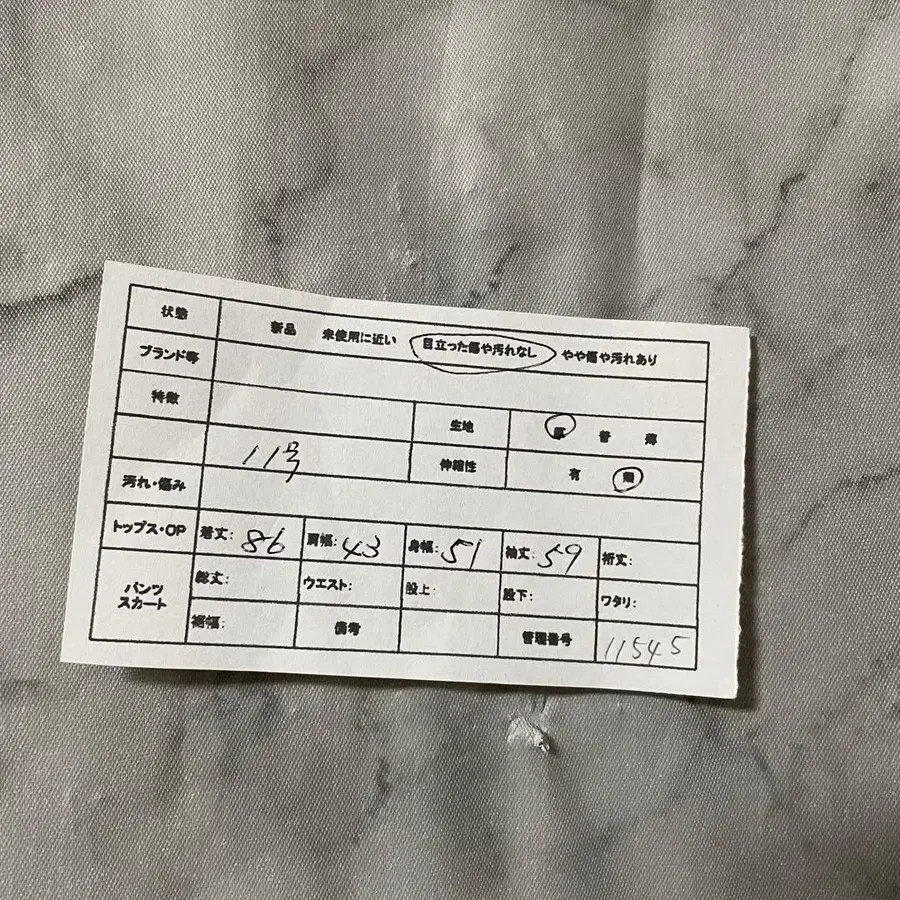 状態 新品 未使用に近い 目立った傷や汚れなし やや傷や汚れあり
ブランド等
特徴 生地 厚 普 薄
11号 伸縮性 有 無
汚れ・傷み
トップス・OP 着丈: 86 肩幅: 43 身幅: 51 袖丈: 59 裄丈:
パンツ スカート 総丈: ウエスト: 股上: 股下: ワタリ:
裾幅: 備考 管理番号 11545